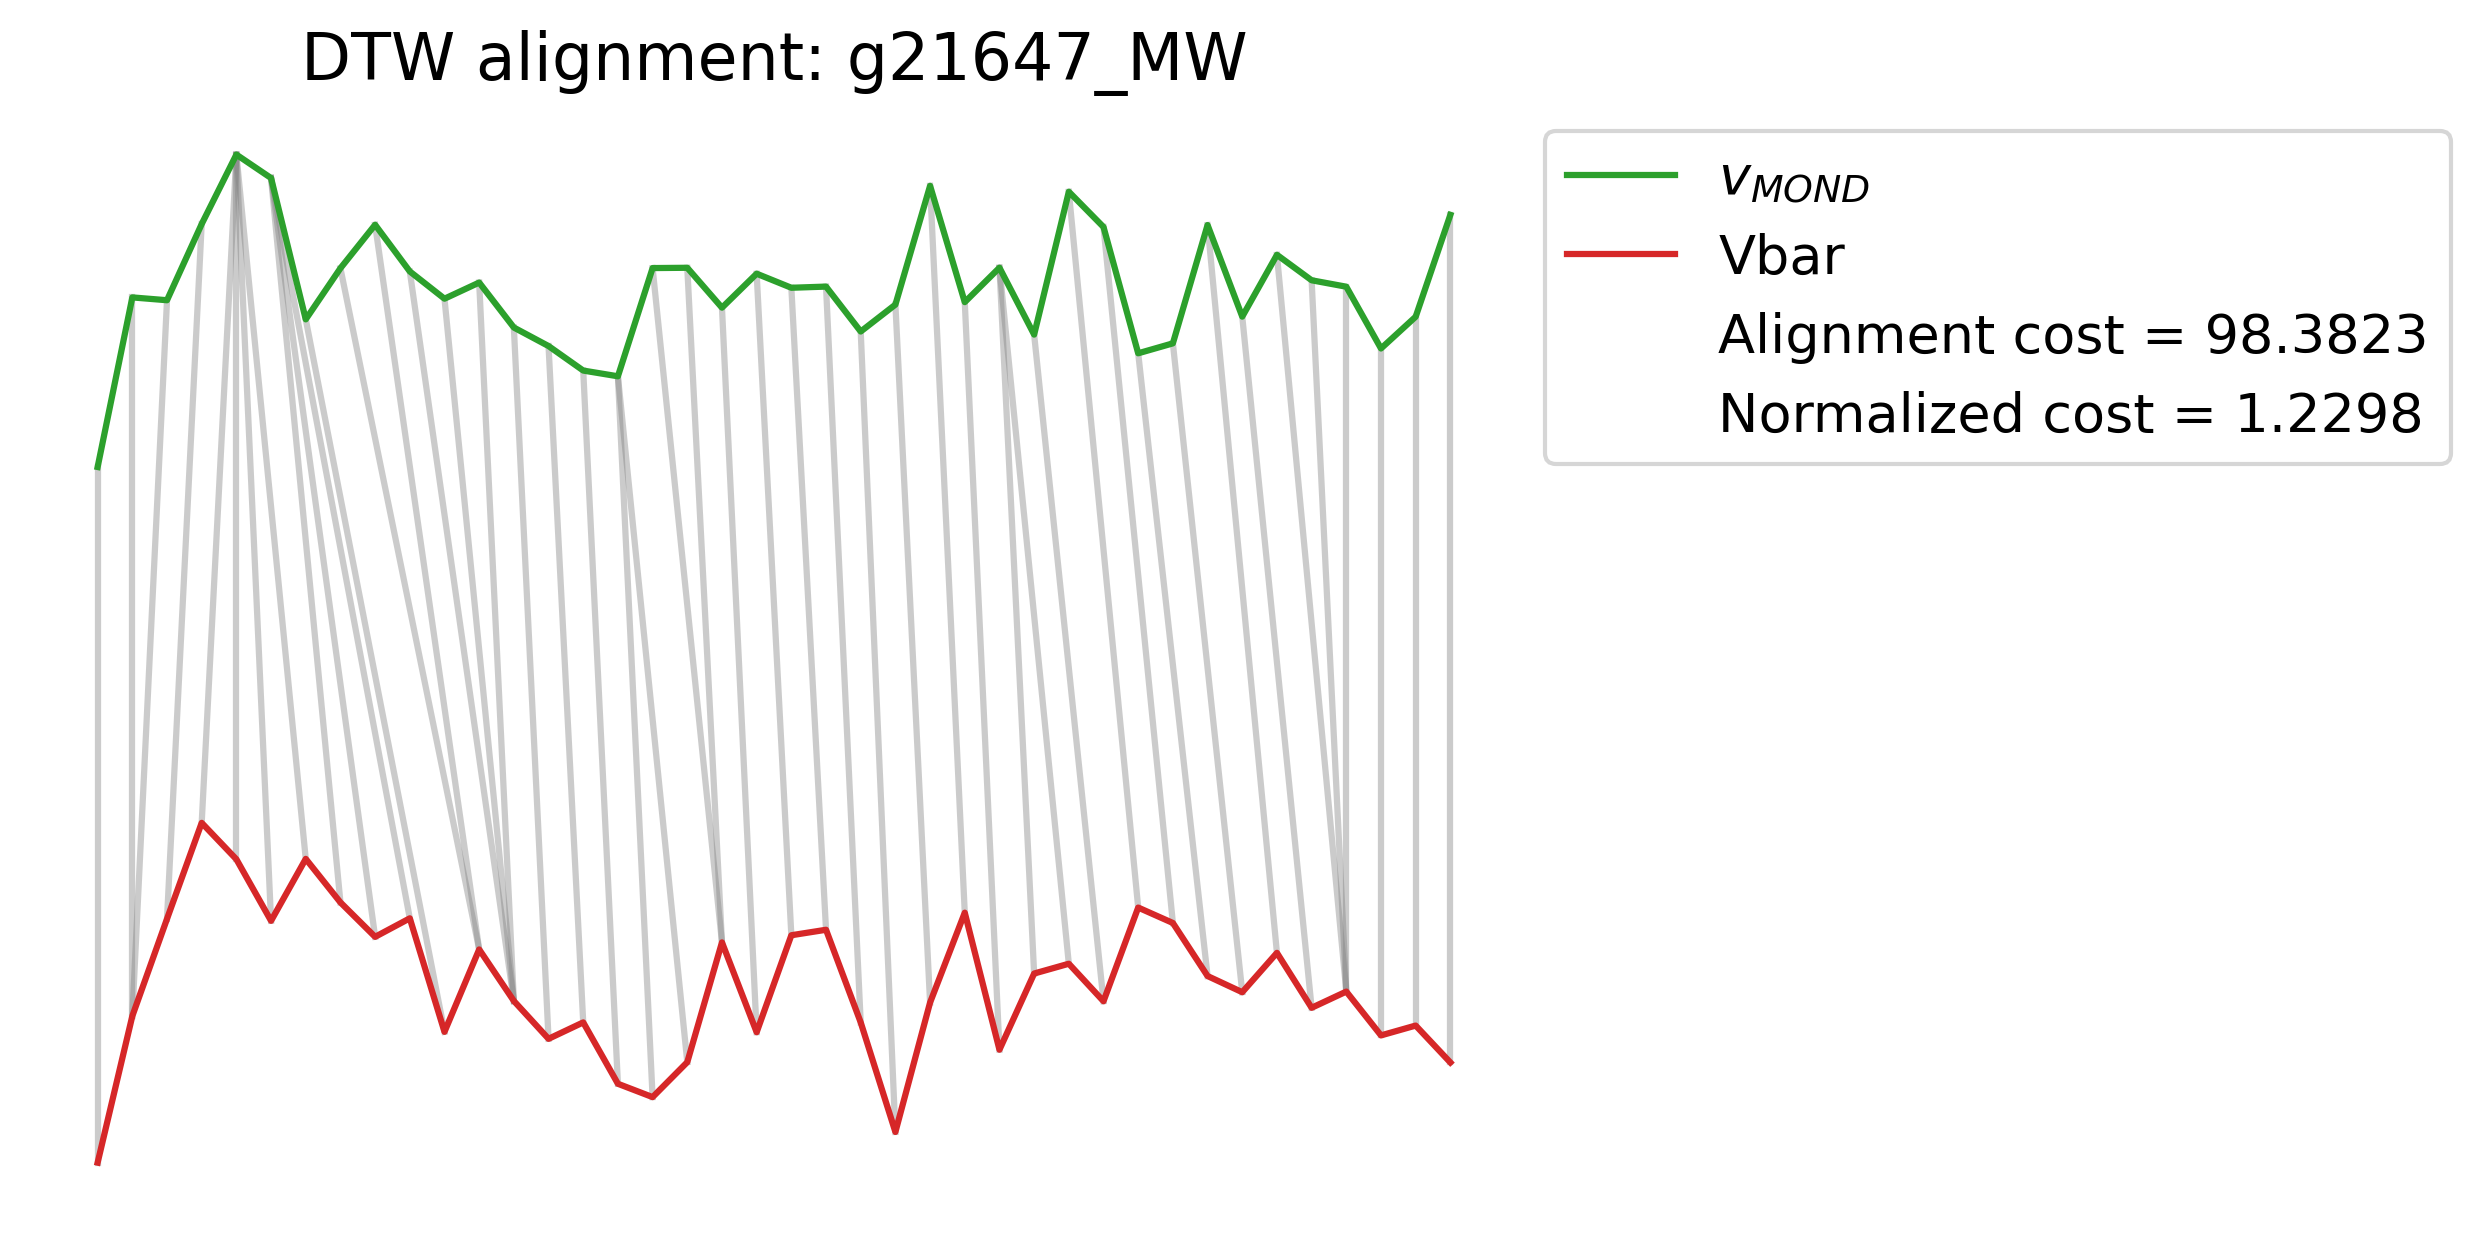 DTW alignment: g21647_MW
v_MOND
Vbar
Alignment cost = 98.3823
Normalized cost = 1.2298